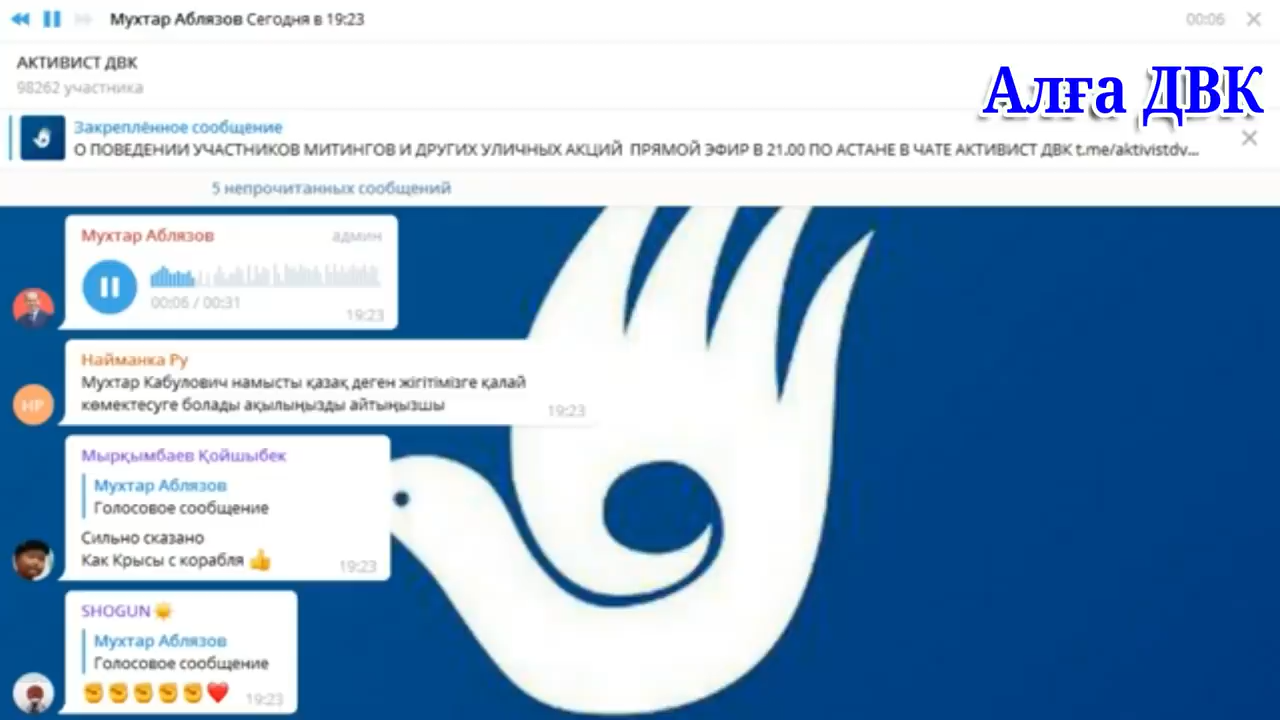 Мухтар Аблязов Сегодня в 19:23
00:06
АКТИВИСТ ДВК
98262 участника
Алға ДВК
Закреплённое сообщение
О ПОВЕДЕНИИ УЧАСТНИКОВ МИТИНГОВ И ДРУГИХ УЛИЧНЫХ АКЦИЙ ПРЯМОЙ ЭФИР В 21.00 ПО АСТАНЕ В ЧАТЕ АКТИВИСТ ДВК t.me/aktivistdv...
5 непрочитанных сообщений
Мухтар Аблязов админ
00:06 / 00:31
19:23
Найманка Ру
Мухтар Кабулович намысты қазақ деген жігітімізге қалай
көмектесуге болады ақылыңызды айтыңызшы
19:23
НР
Мырқымбаев Қойшыбек
Мухтар Аблязов
Голосовое сообщение
Сильно сказано
Как Крысы с корабля 👍
19:23
SHOGUN☀️
Мухтар Аблязов
Голосовое сообщение
✊✊✊✊✊❤️ 19:23